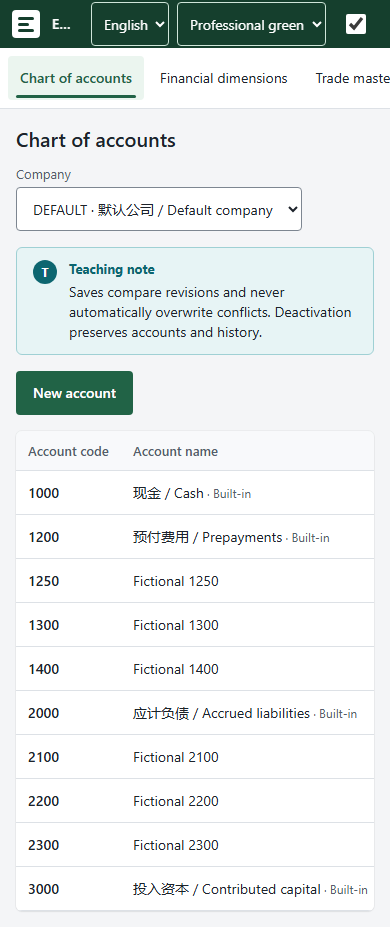 E...
English
Professional green
Chart of accounts
Financial dimensions
Trade maste
Chart of accounts
Company
DEFAULT · 默认公司 / Default company
T
Teaching note
Saves compare revisions and never
automatically overwrite conflicts. Deactivation
preserves accounts and history.
New account
Account code Account name
1000 现金 / Cash · Built-in
1200 预付费用 / Prepayments · Built-in
1250 Fictional 1250
1300 Fictional 1300
1400 Fictional 1400
2000 应计负债 / Accrued liabilities · Built-in
2100 Fictional 2100
2200 Fictional 2200
2300 Fictional 2300
3000 投入资本 / Contributed capital · Built-in